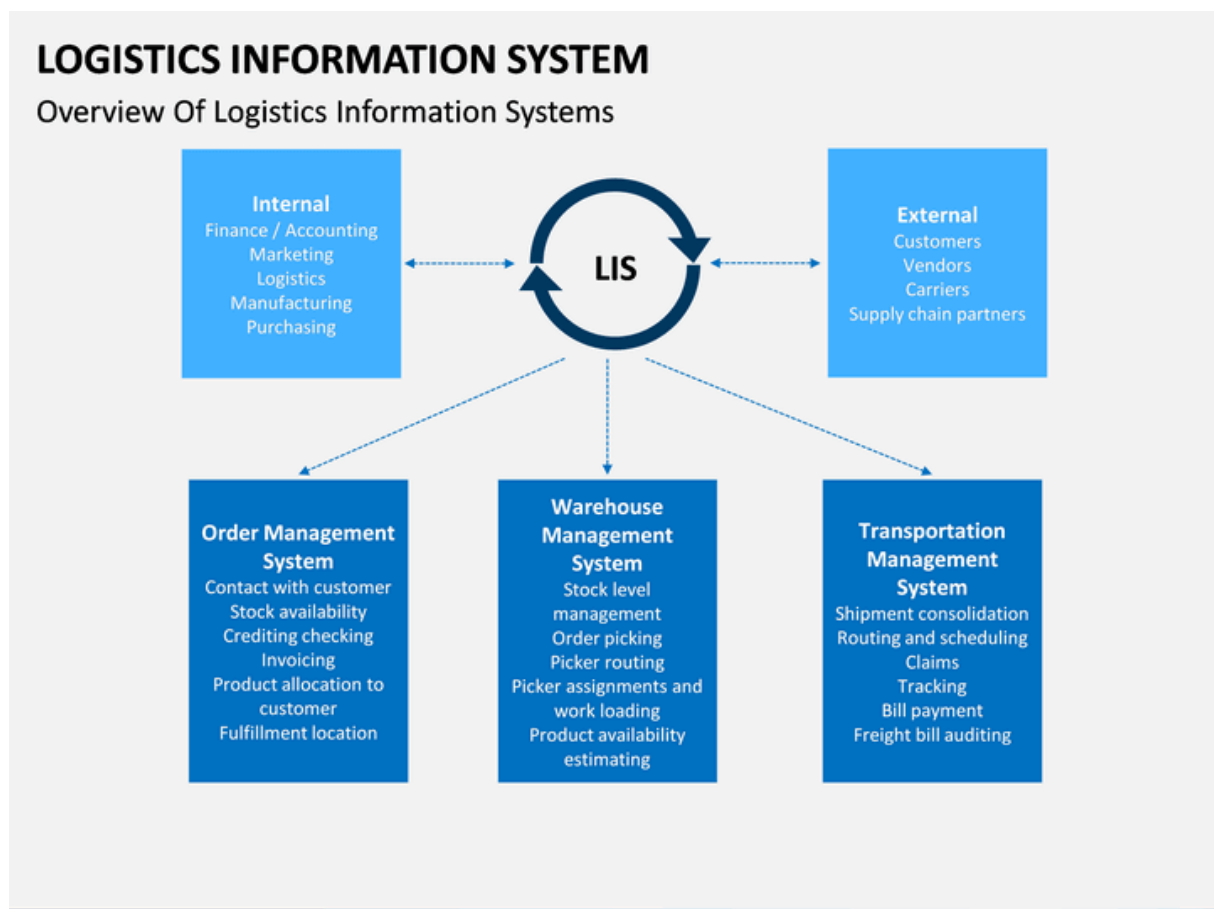 LOGISTICS INFORMATION SYSTEM
Overview Of Logistics Information Systems
Internal
Finance / Accounting
Marketing
Logistics
Manufacturing
Purchasing
LIS
External
Customers
Vendors
Carriers
Supply chain partners
Order Management
System
Contact with customer
Stock availability
Crediting checking
Invoicing
Product allocation to
customer
Fulfillment location
Warehouse
Management
System
Stock level
management
Order picking
Picker routing
Picker assignments and
work loading
Product availability
estimating
Transportation
Management
System
Shipment consolidation
Routing and scheduling
Claims
Tracking
Bill payment
Freight bill auditing